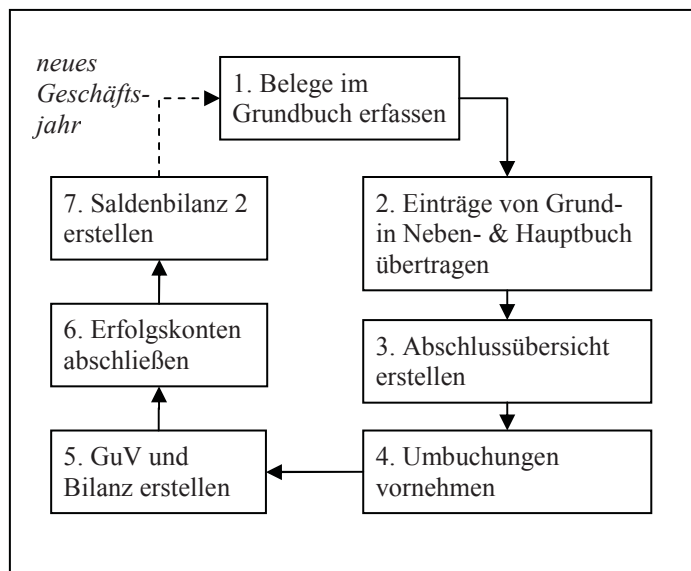 neues
Geschäfts-
jahr
1. Belege im
Grundbuch erfassen
2. Einträge von Grund-
in Neben- & Hauptbuch
übertragen
3. Abschlussübersicht
erstellen
4. Umbuchungen
vornehmen
5. GuV und
Bilanz erstellen
6. Erfolgskonten
abschließen
7. Saldenbilanz 2
erstellen